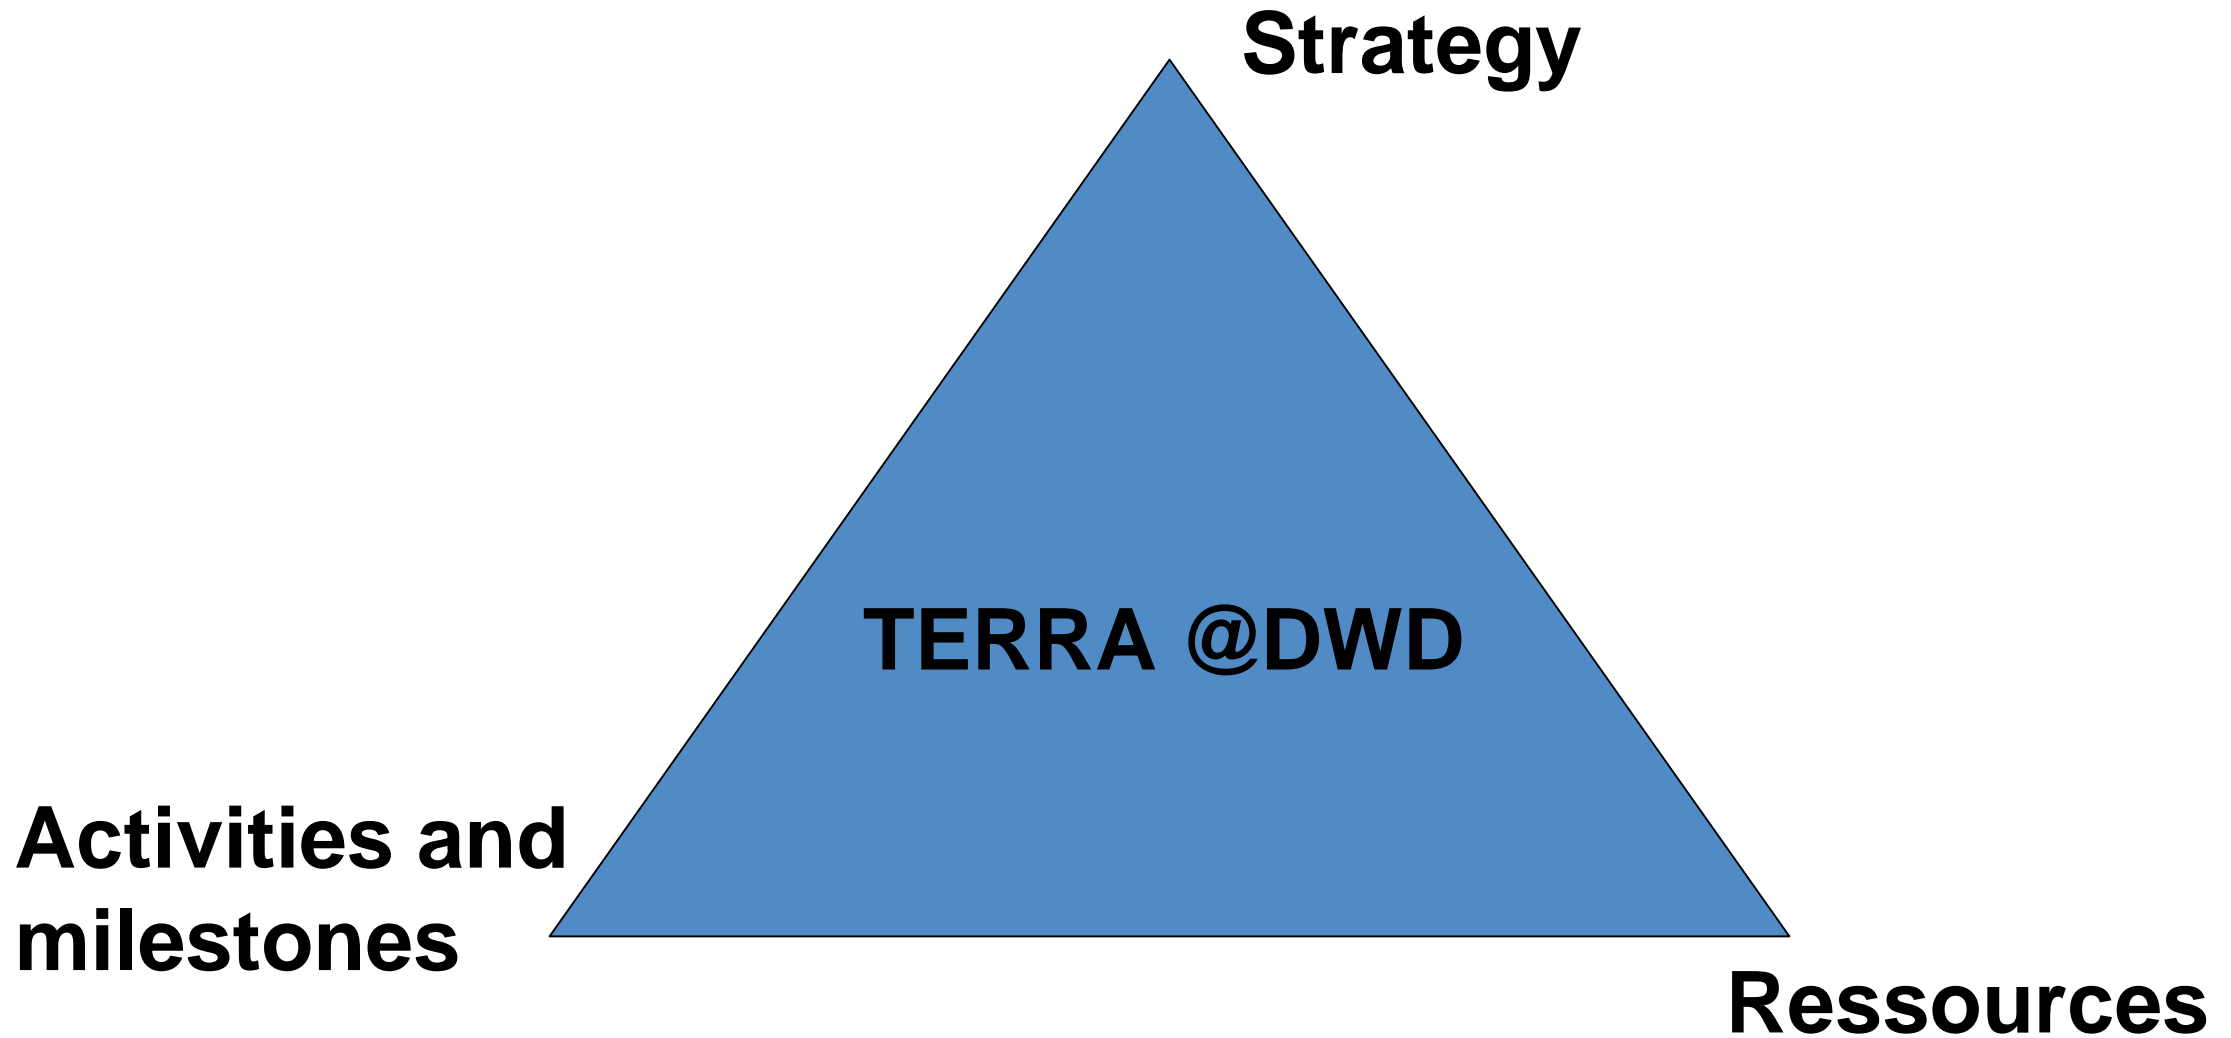 Strategy
TERRA @DWD
Activities and
milestones
Ressources